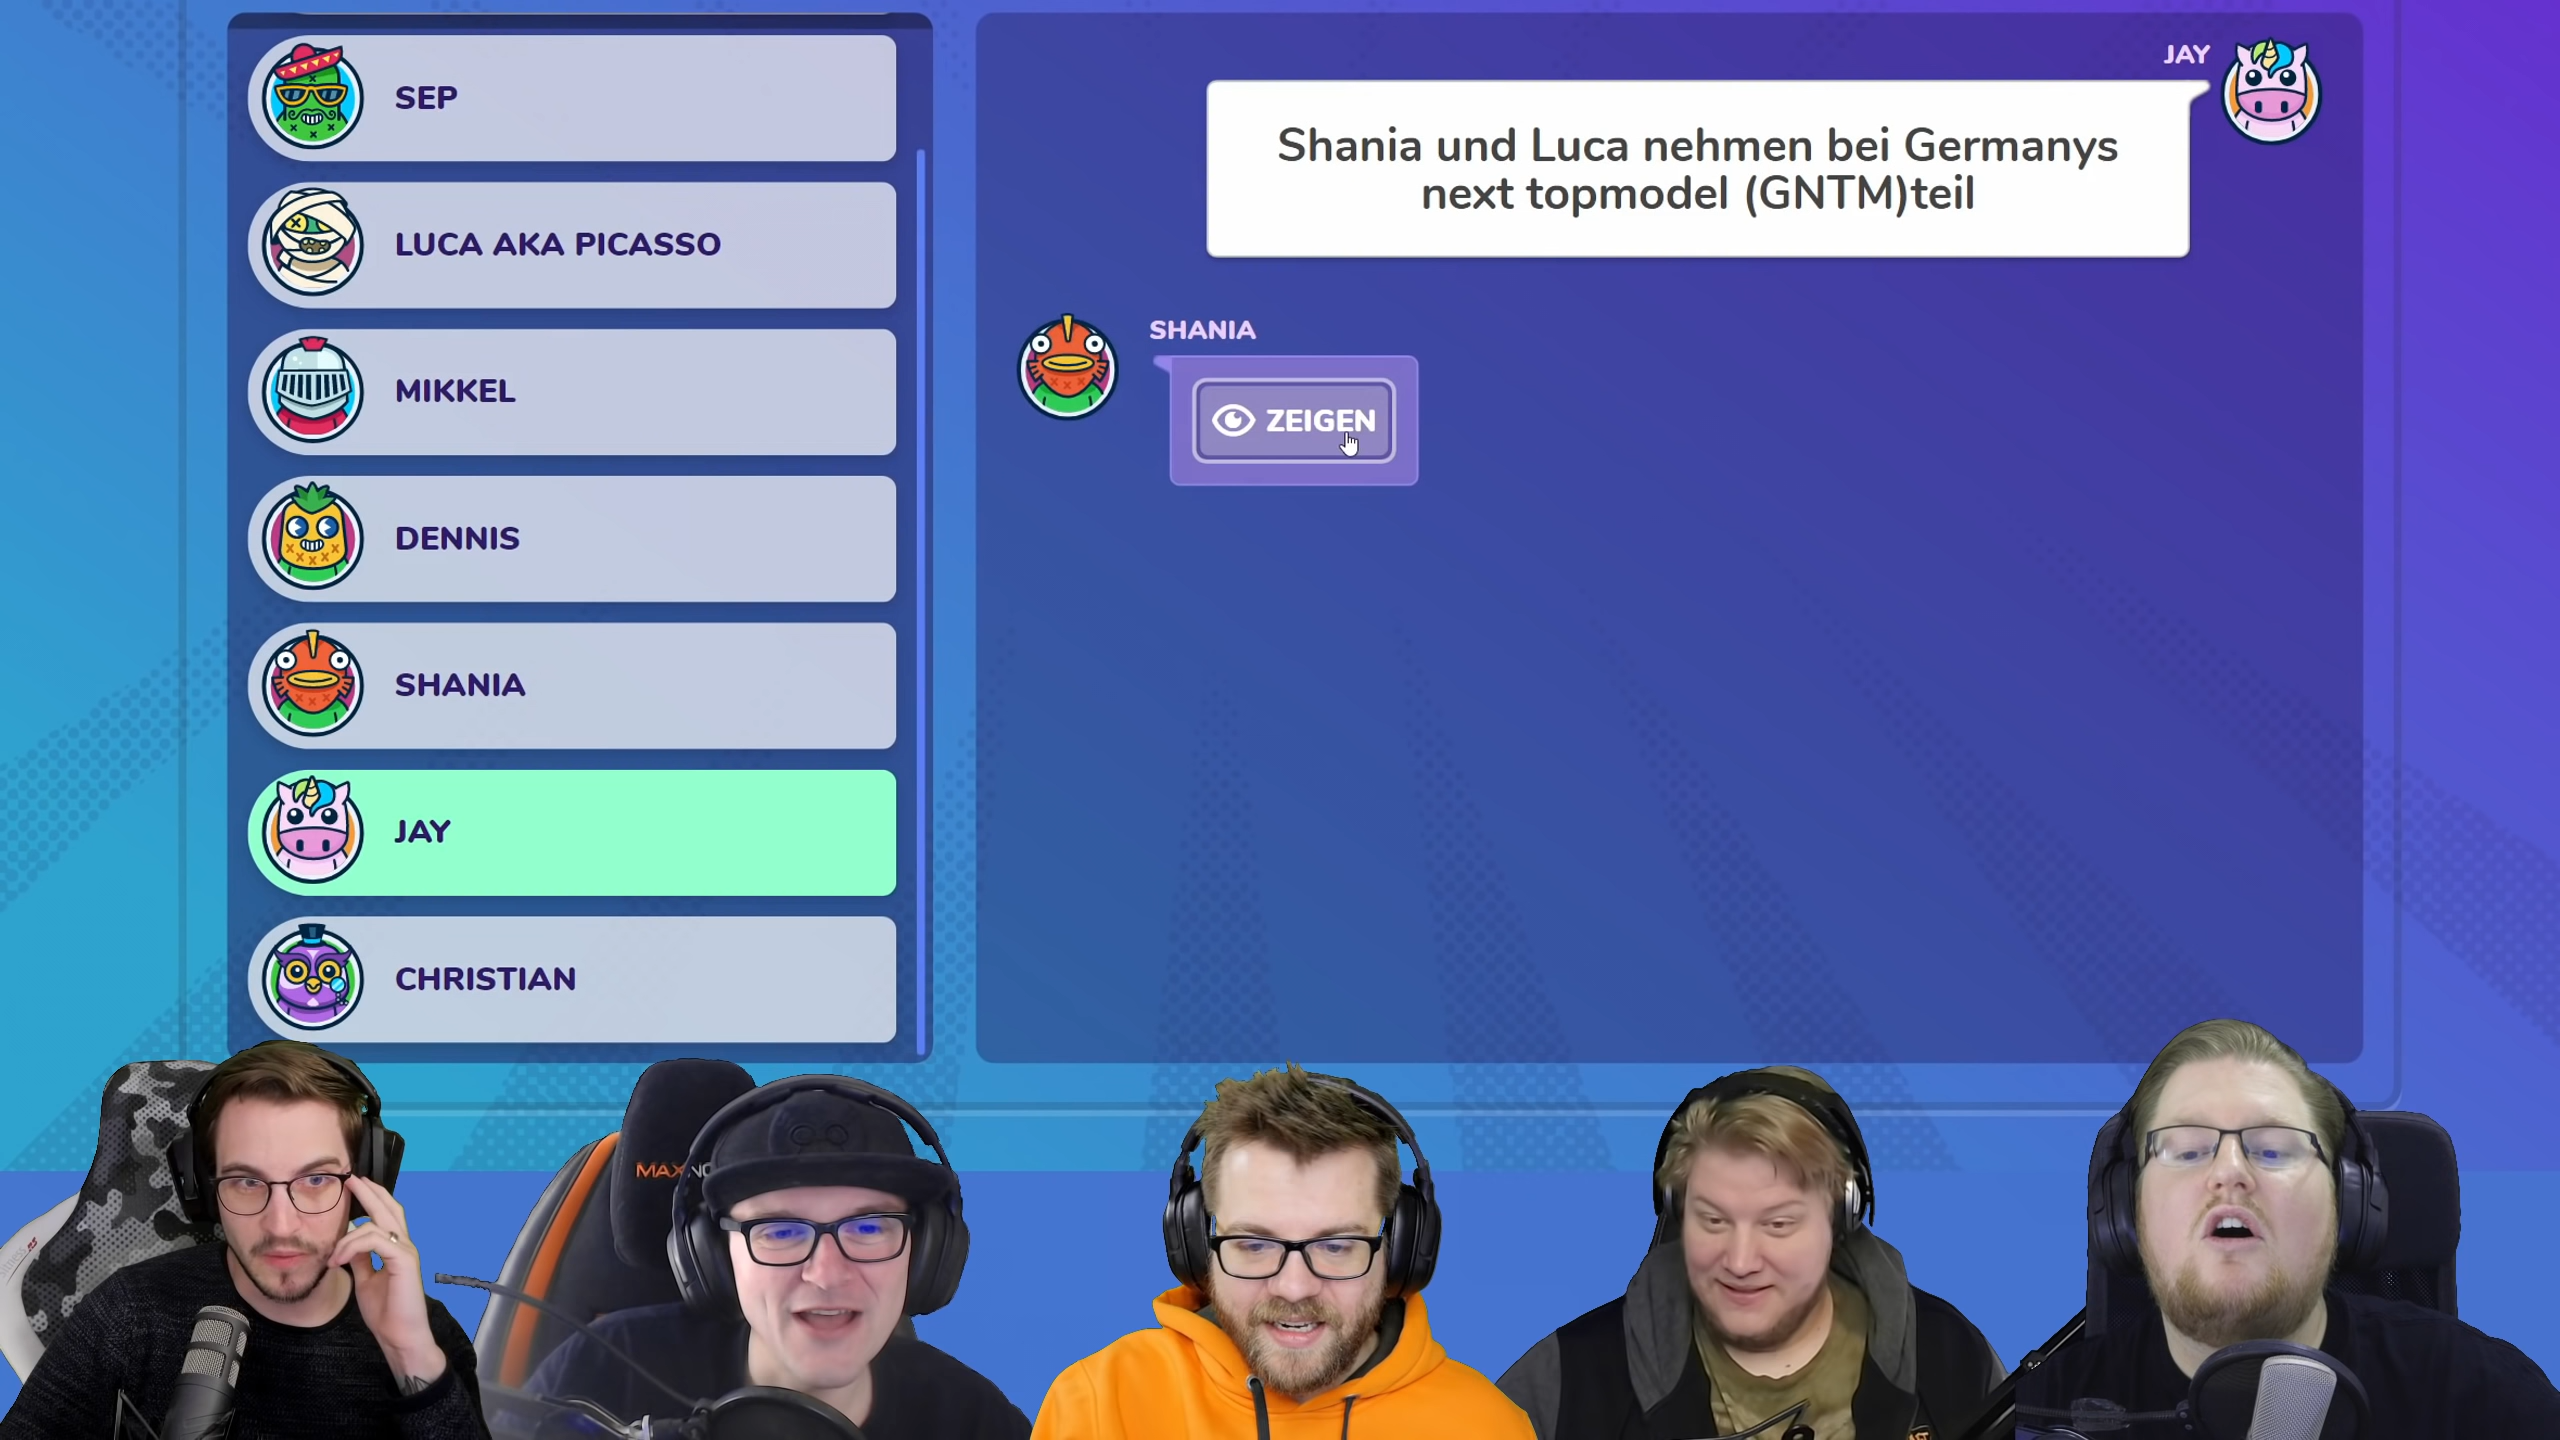 SEP
LUCA AKA PICASSO
MIKKEL
DENNIS
SHANIA
JAY
CHRISTIAN
JAY
Shania und Luca nehmen bei Germanys
next topmodel (GNTM)teil
SHANIA
ZEIGEN
MAXNO